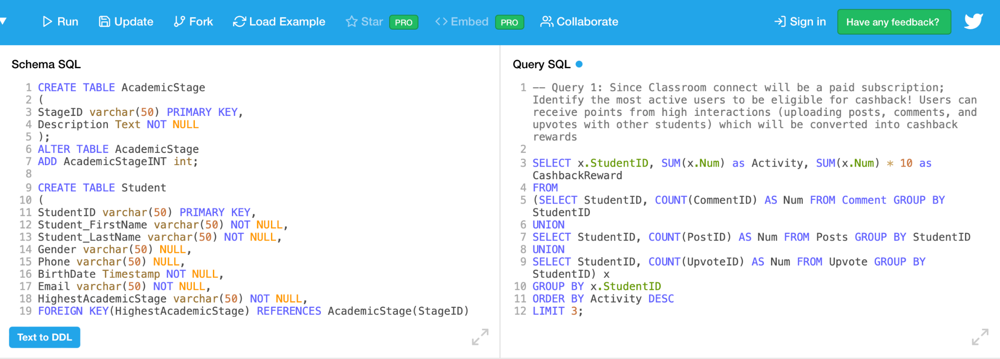 Run Update Fork Load Example Star PRO <> Embed PRO Collaborate Sign in Have any feedback?
Schema SQL
1 CREATE TABLE AcademicStage
2 (
3 StageID varchar(50) PRIMARY KEY,
4 Description Text NOT NULL
5 );
6 ALTER TABLE AcademicStage
7 ADD AcademicStageINT int;
8
9 CREATE TABLE Student
10 (
11 StudentID varchar(50) PRIMARY KEY,
12 Student_FirstName varchar(50) NOT NULL,
13 Student_LastName varchar(50) NOT NULL,
14 Gender varchar(50) NULL,
15 Phone varchar(50) NULL,
16 BirthDate Timestamp NOT NULL,
17 Email varchar(50) NOT NULL,
18 HighestAcademicStage varchar(50) NOT NULL,
19 FOREIGN KEY(HighestAcademicStage) REFERENCES AcademicStage(StageID)
Text to DDL
Query SQL
1 -- Query 1: Since Classroom connect will be a paid subscription;
Identify the most active users to be eligible for cashback! Users can
receive points from high interactions (uploading posts, comments, and
upvotes with other students) which will be converted into cashback
rewards
2
3 SELECT x.StudentID, SUM(x.Num) as Activity, SUM(x.Num) * 10 as
CashbackReward
4 FROM
5 (SELECT StudentID, COUNT(CommentID) AS Num FROM Comment GROUP BY
StudentID
6 UNION
7 SELECT StudentID, COUNT(PostID) AS Num FROM Posts GROUP BY StudentID
8 UNION
9 SELECT StudentID, COUNT(UpvoteID) AS Num FROM Upvote GROUP BY
StudentID) x
10 GROUP BY x.StudentID
11 ORDER BY Activity DESC
12 LIMIT 3;